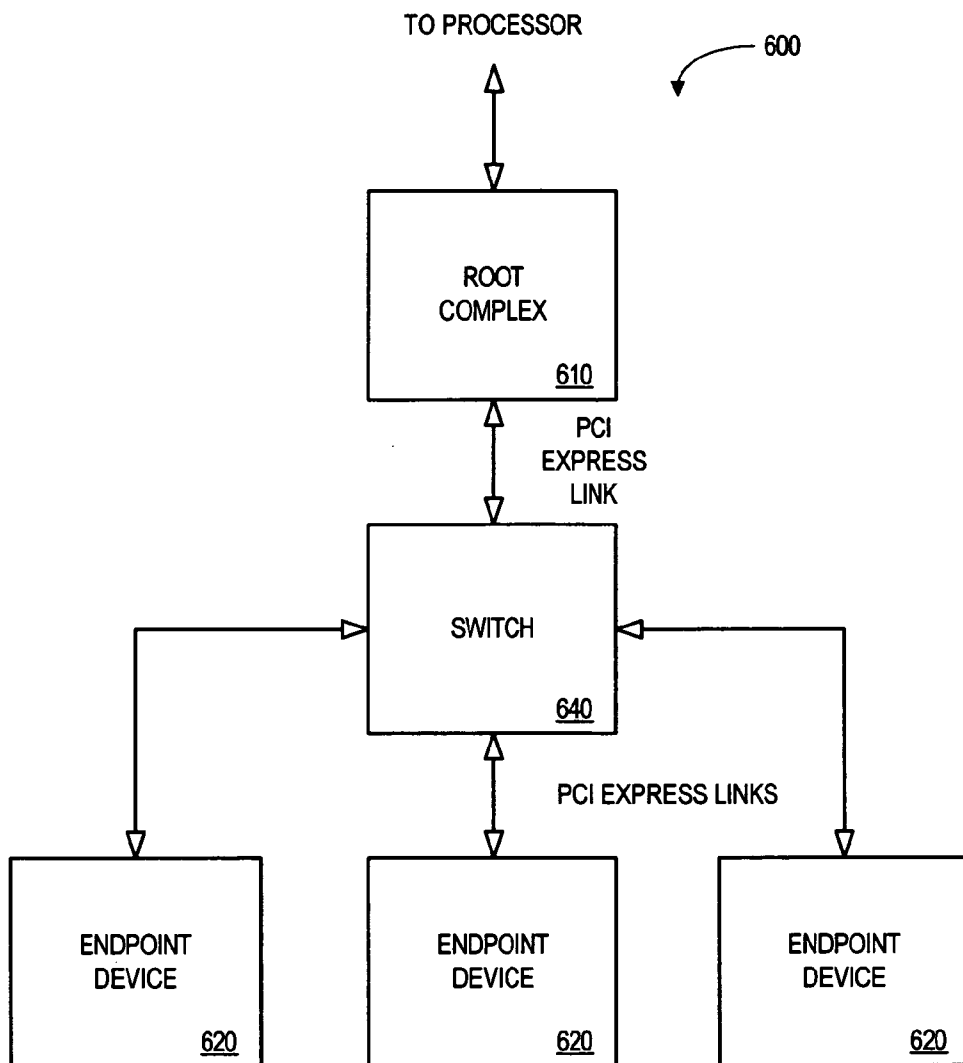 TO PROCESSOR
600
ROOT
COMPLEX
610
PCI
EXPRESS
LINK
SWITCH
640
PCI EXPRESS LINKS
ENDPOINT
DEVICE
620
ENDPOINT
DEVICE
620
ENDPOINT
DEVICE
620